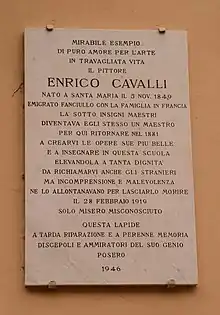 MIRABILE ESEMPIO
DI PURO AMORE PER L'ARTE
IN TRAVAGLIATA VITA
IL PITTORE
ENRICO CAVALLI
NATO A SANTA MARIA IL 5 NOV. 1849
EMIGRATO FANCIULLO CON LA FAMIGLIA IN FRANCIA
LA SOTTO INSIGNI MAESTRI
DIVENTAVA EGLI STESSO UN MAESTRO
PER QUI RITORNARE NEL 1881
A CREARVI LE OPERE SUE PIU BELLE
E A INSEGNARE IN QUESTA SCUOLA
ELEVANDOLA A TANTA DIGNITA'
DA RICHIAMARVI ANCHE GLI STRANIERI
MA INCOMPRENSIONE E MALEVOLENZA
NE LO ALLONTANAVANO PER LASCIARLO MORIRE
IL 28 FEBBRAIO 1919
SOLO MISERO MISCONOSCIUTO
QUESTA LAPIDE
A TARDA RIPARAZIONE E A PERENNE MEMORIA
DISCEPOLI E AMMIRATORI DEL SUO GENIO
POSERO
1946